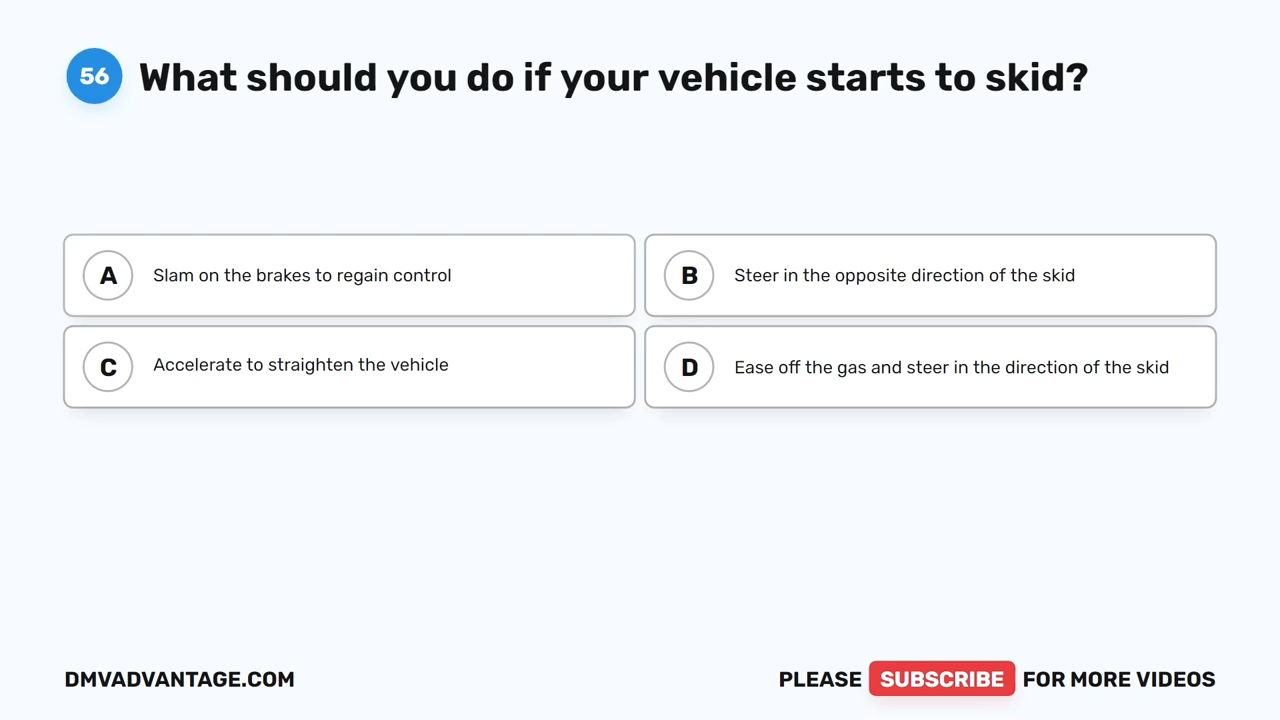 56 What should you do if your vehicle starts to skid?
A Slam on the brakes to regain control
B Steer in the opposite direction of the skid
C Accelerate to straighten the vehicle
D Ease off the gas and steer in the direction of the skid
DMVADVANTAGE.COM
PLEASE SUBSCRIBE FOR MORE VIDEOS